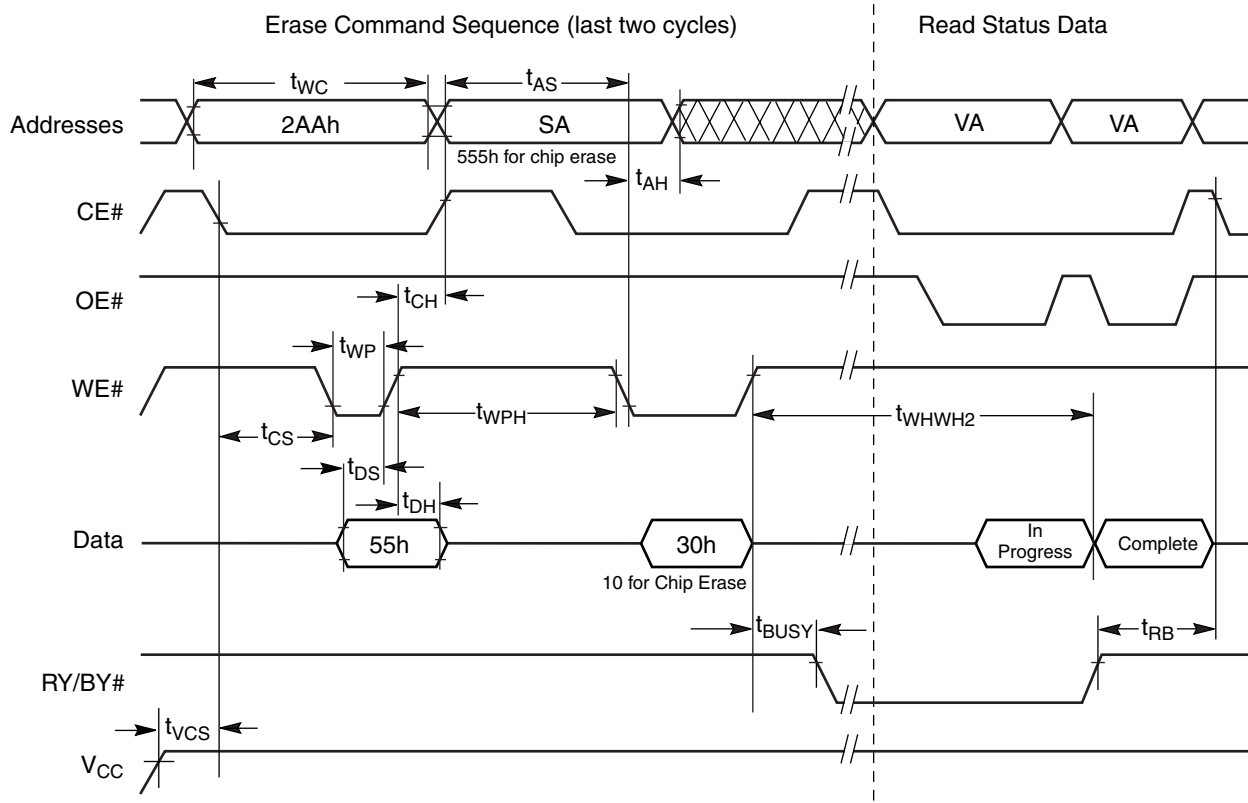 Erase Command Sequence (last two cycles) Read Status Data
tWC tAS
Addresses 2AAh SA VA VA
555h for chip erase
tAH
CE#
OE# tCH
tWP
WE# tWPH tWHWH2
tCS
tDS
tDH
Data 55h 30h In Progress Complete
10 for Chip Erase
tBUSY tRB
RY/BY#
tVCS
VCC